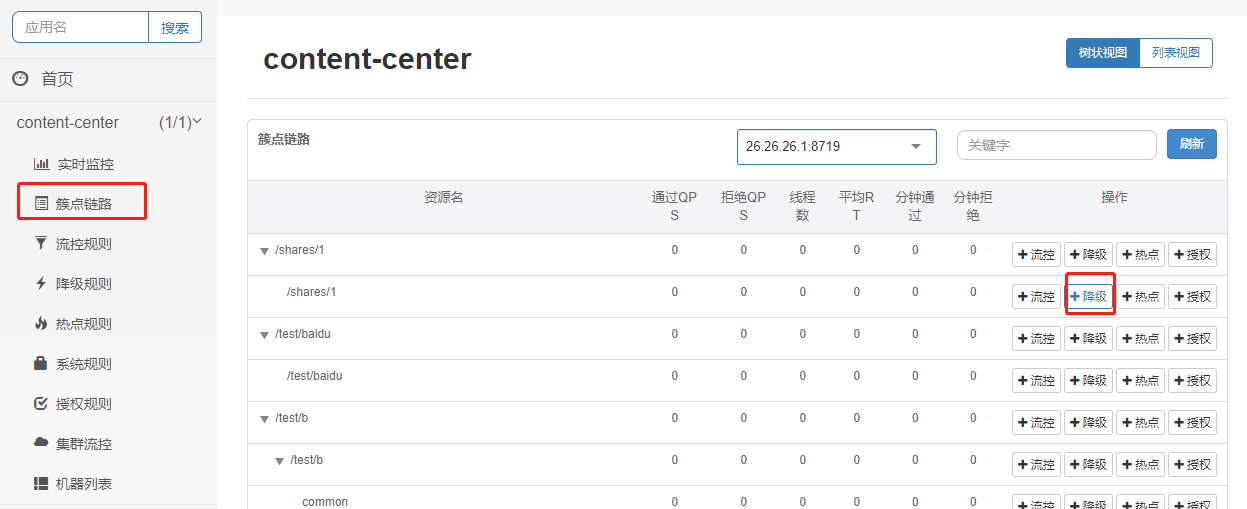 应用名 搜索
首页
content-center (1/1)
实时监控
簇点链路
流控规则
降级规则
热点规则
系统规则
授权规则
集群流控
机器列表
content-center
树状视图 列表视图
簇点链路 26.26.26.1:8719 关键字 刷新
资源名 通过QPS 拒绝QPS 线程数 平均RT 分钟通过 分钟拒绝 操作
/shares/1 0 0 0 0 0 0 流控 降级 热点 授权
/shares/1 0 0 0 0 0 0 流控 降级 热点 授权
/test/baidu 0 0 0 0 0 0 流控 降级 热点 授权
/test/baidu 0 0 0 0 0 0 流控 降级 热点 授权
/test/b 0 0 0 0 0 0 流控 降级 热点 授权
/test/b 0 0 0 0 0 0 流控 降级 热点 授权
common 0 0 0 0 0 0 流控 降级 热点 授权